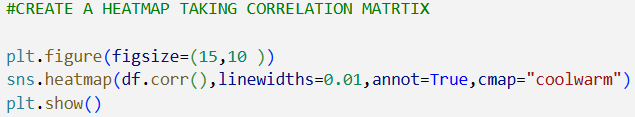 #CREATE A HEATMAP TAKING CORRELATION MATRTIX
plt.figure(figsize=(15,10 ))
sns.heatmap(df.corr(),linewidths=0.01,annot=True,cmap="coolwarm")
plt.show()